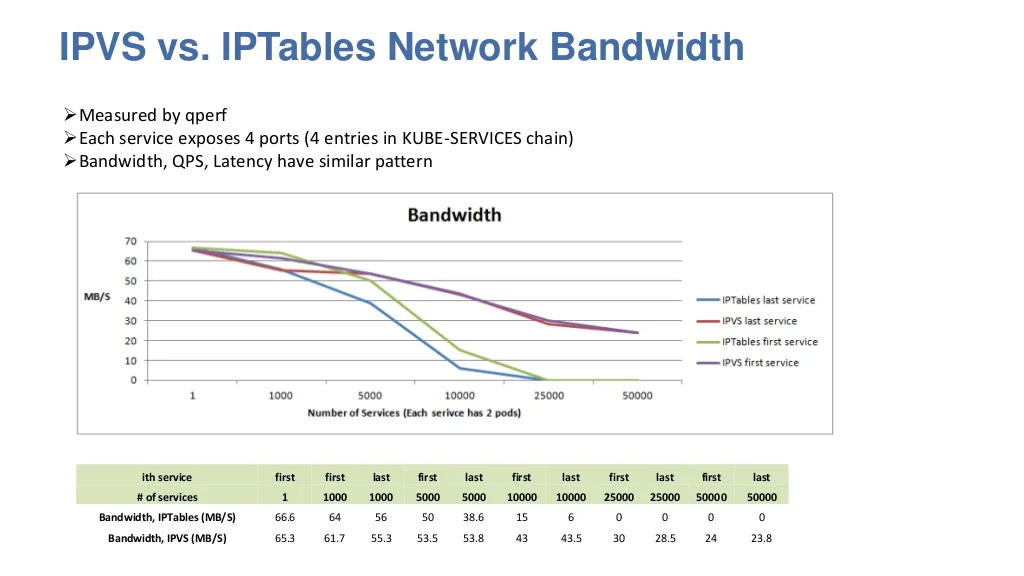 IPVS vs. IPTables Network Bandwidth
➢Measured by qperf
➢Each service exposes 4 ports (4 entries in KUBE-SERVICES chain)
➢Bandwidth, QPS, Latency have similar pattern
Bandwidth
70
60
50
MB/S
40
30
20
10
0
IPTables last service
IPVS last service
IPTables first service
IPVS first service
1 1000 5000 10000 25000 50000
Number of Services (Each serivce has 2 pods)
ith service first first last first last first last first last first last
# of services 1 1000 1000 5000 5000 10000 10000 25000 25000 50000 50000
Bandwidth, IPTables (MB/S) 66.6 64 56 50 38.6 15 6 0 0 0 0
Bandwidth, IPVS (MB/S) 65.3 61.7 55.3 53.5 53.8 43 43.5 30 28.5 24 23.8